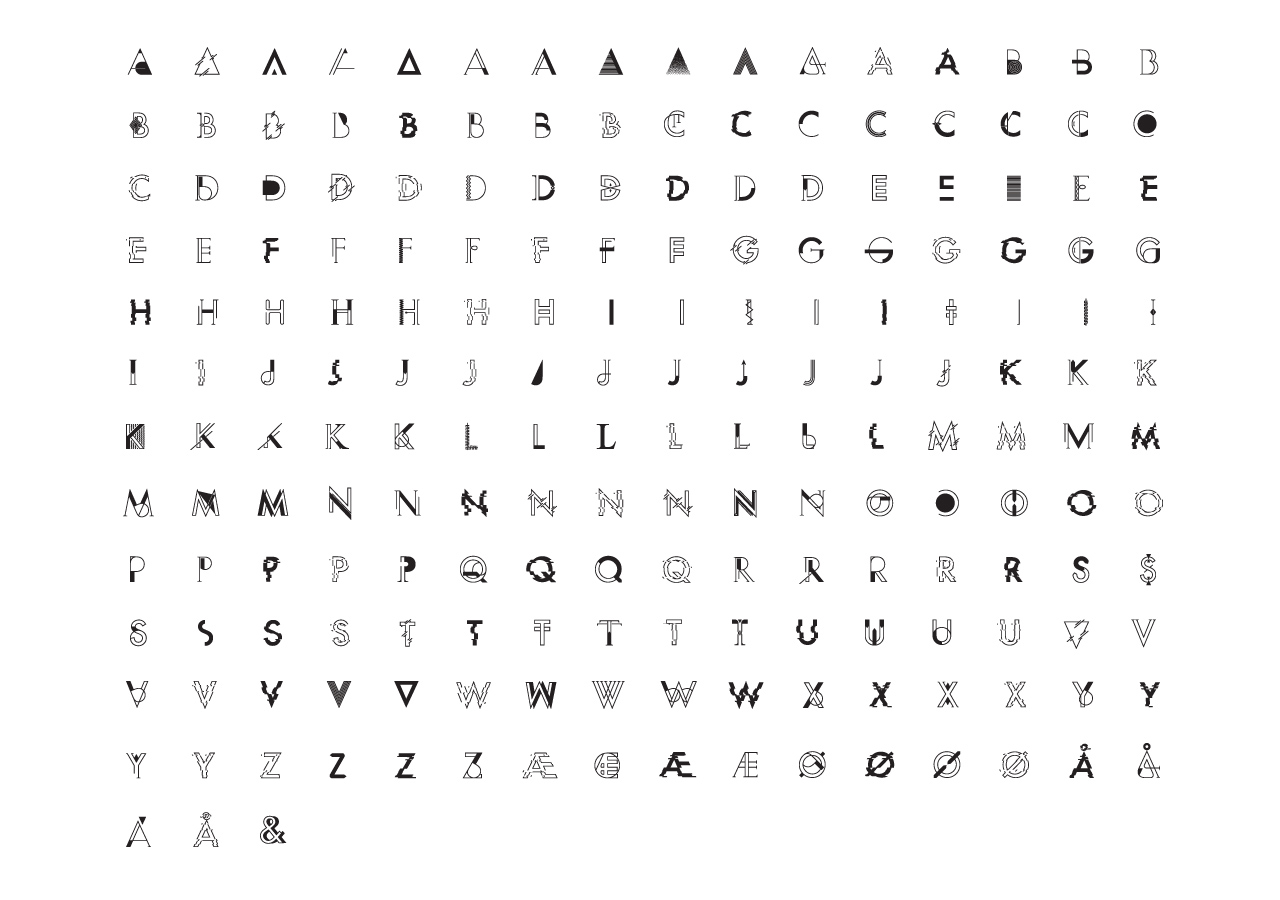 A A A A A A A A A A A A A B B B
B B B B B B B B C C C C C C C C
C D D D D D D D D D D E E E E E
E E F F F F F F F G G G G G G G
H H H H H H H I I I I I I I I I
I I J J J J J J J J J J J K K K
K K K K K L L L L L L L M M M M
M M M N N N N N N N N O O O O O
P P P P P Q Q Q Q R R R R R S S
S S S S T T T T T T U U U U V V
V V V V V W W W W W X X X X Y Y
Y Y Z Z Z Z Æ Æ Æ Æ Ø Ø Ø Ø Å Å
Å Å &